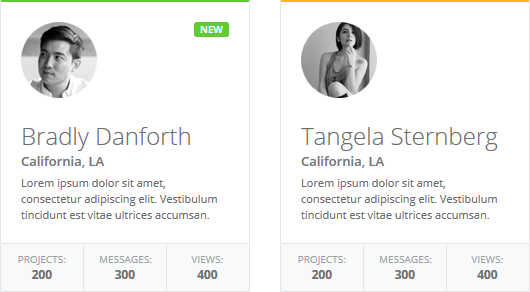 NEW
Bradly Danforth
California, LA
Lorem ipsum dolor sit amet,
consectetur adipiscing elit. Vestibulum
tincidunt est vitae ultrices accumsan.
PROJECTS: MESSAGES: VIEWS:
200 300 400
Tangela Sternberg
California, LA
Lorem ipsum dolor sit amet,
consectetur adipiscing elit. Vestibulum
tincidunt est vitae ultrices accumsan.
PROJECTS: MESSAGES: VIEWS:
200 300 400